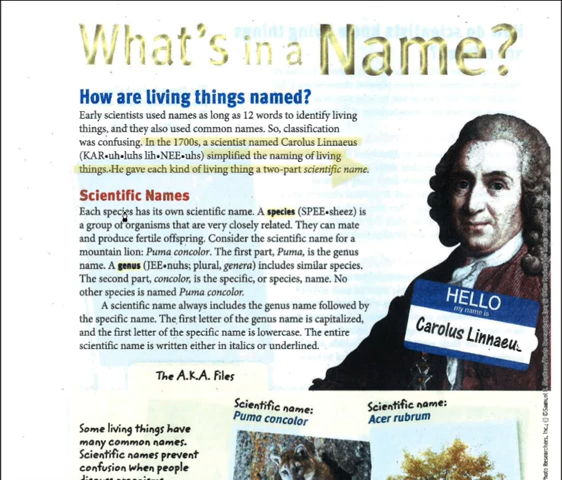 What's in a Name?
How are living things named?
Early scientists used names as long as 12 words to identify living
things, and they also used common names. So, classification
was confusing. In the 1700s, a scientist named Carolus Linnaeus
(KAR•uh•luhs lih•NEE•uhs) simplified the naming of living
things. He gave each kind of living thing a two-part scientific name.
Scientific Names
Each species has its own scientific name. A species (SPEE•sheez) is
a group of organisms that are very closely related. They can mate
and produce fertile offspring. Consider the scientific name for a
mountain lion: Puma concolor. The first part, Puma, is the genus
name. A genus (JEE•nuhs; plural, genera) includes similar species.
The second part, concolor, is the specific, or species, name. No
other species is named Puma concolor.
A scientific name always includes the genus name followed by
the specific name. The first letter of the genus name is capitalized,
and the first letter of the specific name is lowercase. The entire
scientific name is written either in italics or underlined.
HELLO
my name is
Carolus Linnaeus
The A.K.A. Files
Some living things have
many common names.
Scientific names prevent
confusion when people
Scientific name:
Puma concolor
Scientific name:
Acer rubrum